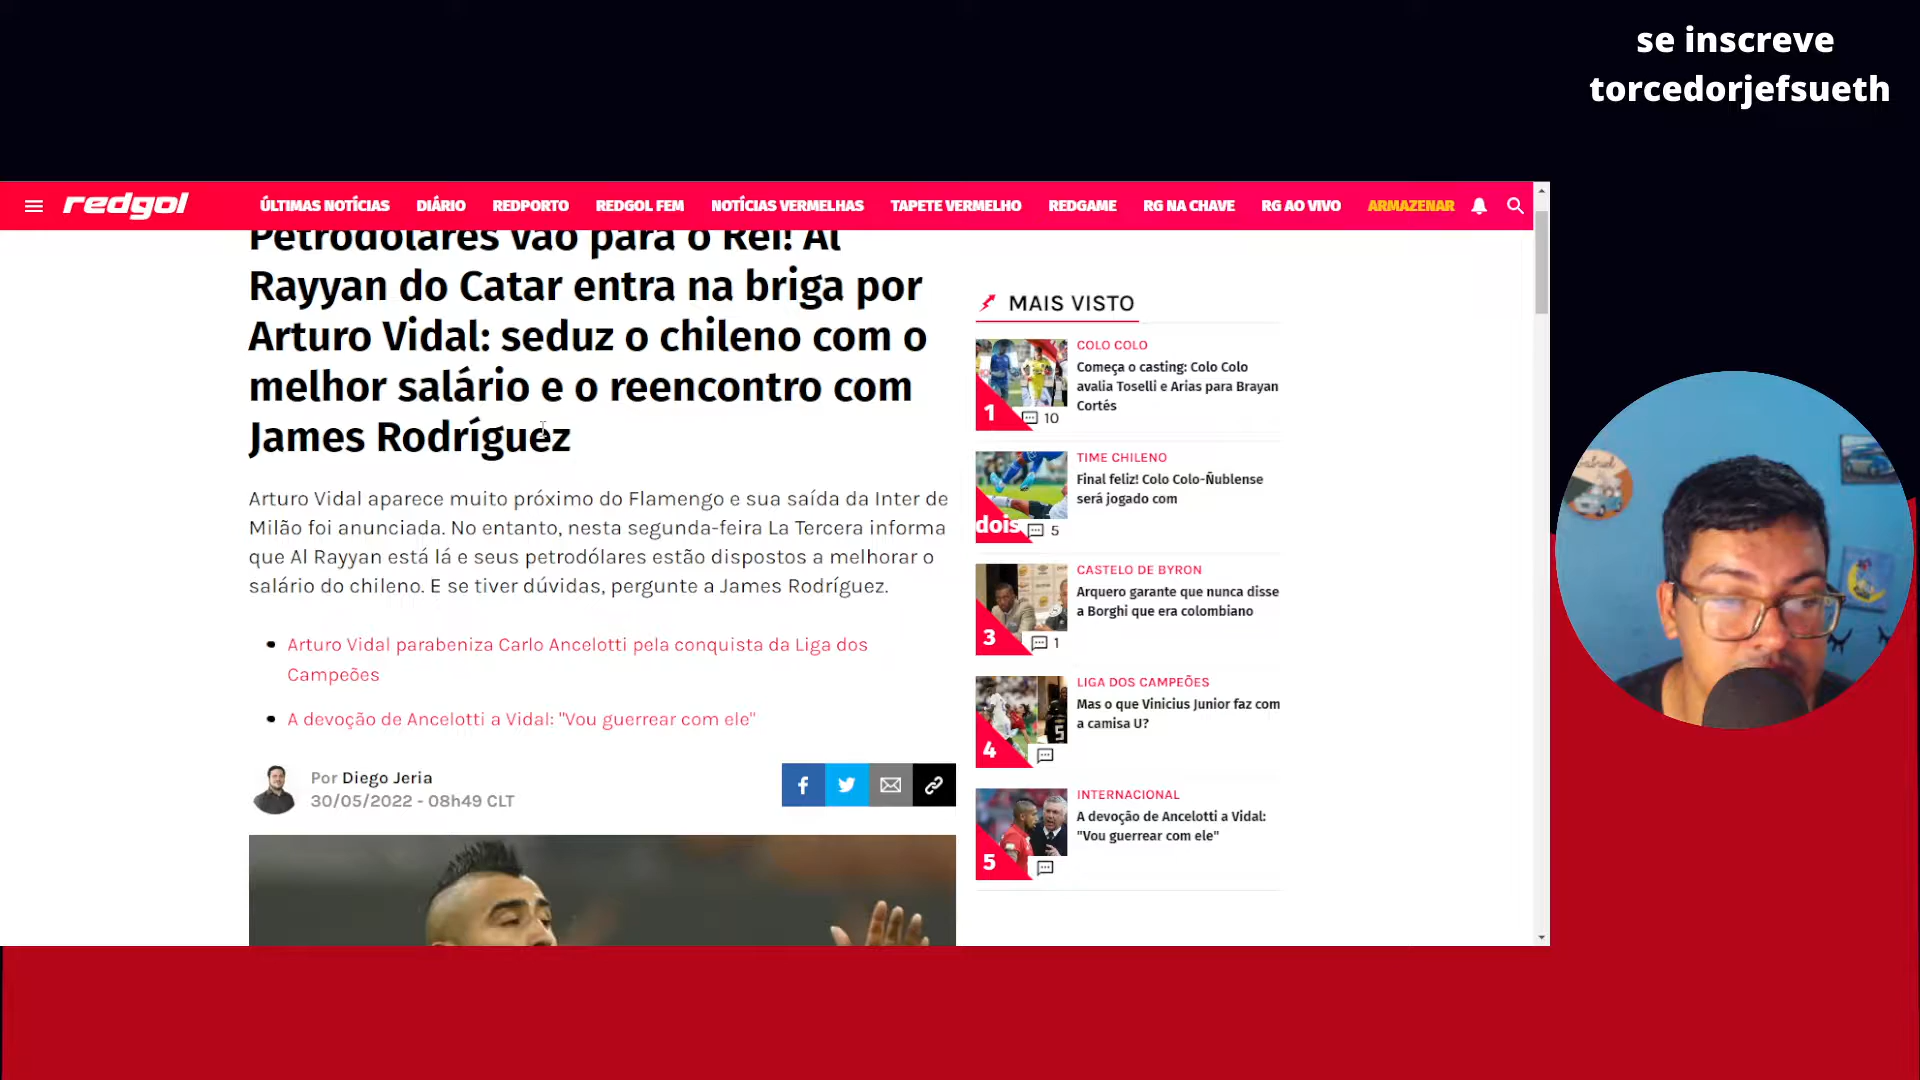 se inscreve
torcedorjefsueth
redgol
ÚLTIMAS NOTÍCIAS DIÁRIO REDPORTO REDGOL FEM NOTÍCIAS VERMELHAS TAPETE VERMELHO REDGAME RG NA CHAVE RG AO VIVO ARMAZENAR
Petrodólares vão para o Rei! Al
Rayyan do Catar entra na briga por
Arturo Vidal: seduz o chileno com o
melhor salário e o reencontro com
James Rodríguez
Arturo Vidal aparece muito próximo do Flamengo e sua saída da Inter de
Milão foi anunciada. No entanto, nesta segunda-feira La Tercera informa
que Al Rayyan está lá e seus petrodólares estão dispostos a melhorar o
salário do chileno. E se tiver dúvidas, pergunte a James Rodríguez.
Arturo Vidal parabeniza Carlo Ancelotti pela conquista da Liga dos
Campeões
A devoção de Ancelotti a Vidal: "Vou guerrear com ele"
Por Diego Jeria
30/05/2022 - 08h49 CLT
MAIS VISTO
COLO COLO
Começa o casting: Colo Colo
avalia Toselli e Arias para Brayan
Cortés
1
10
TIME CHILENO
Final feliz! Colo Colo-Ñublense
será jogado com
dois
5
CASTELO DE BYRON
Arquero garante que nunca disse
a Borghi que era colombiano
3
1
LIGA DOS CAMPEÕES
Mas o que Vinicius Junior faz com
a camisa U?
4
INTERNACIONAL
A devoção de Ancelotti a Vidal:
"Vou guerrear com ele"
5